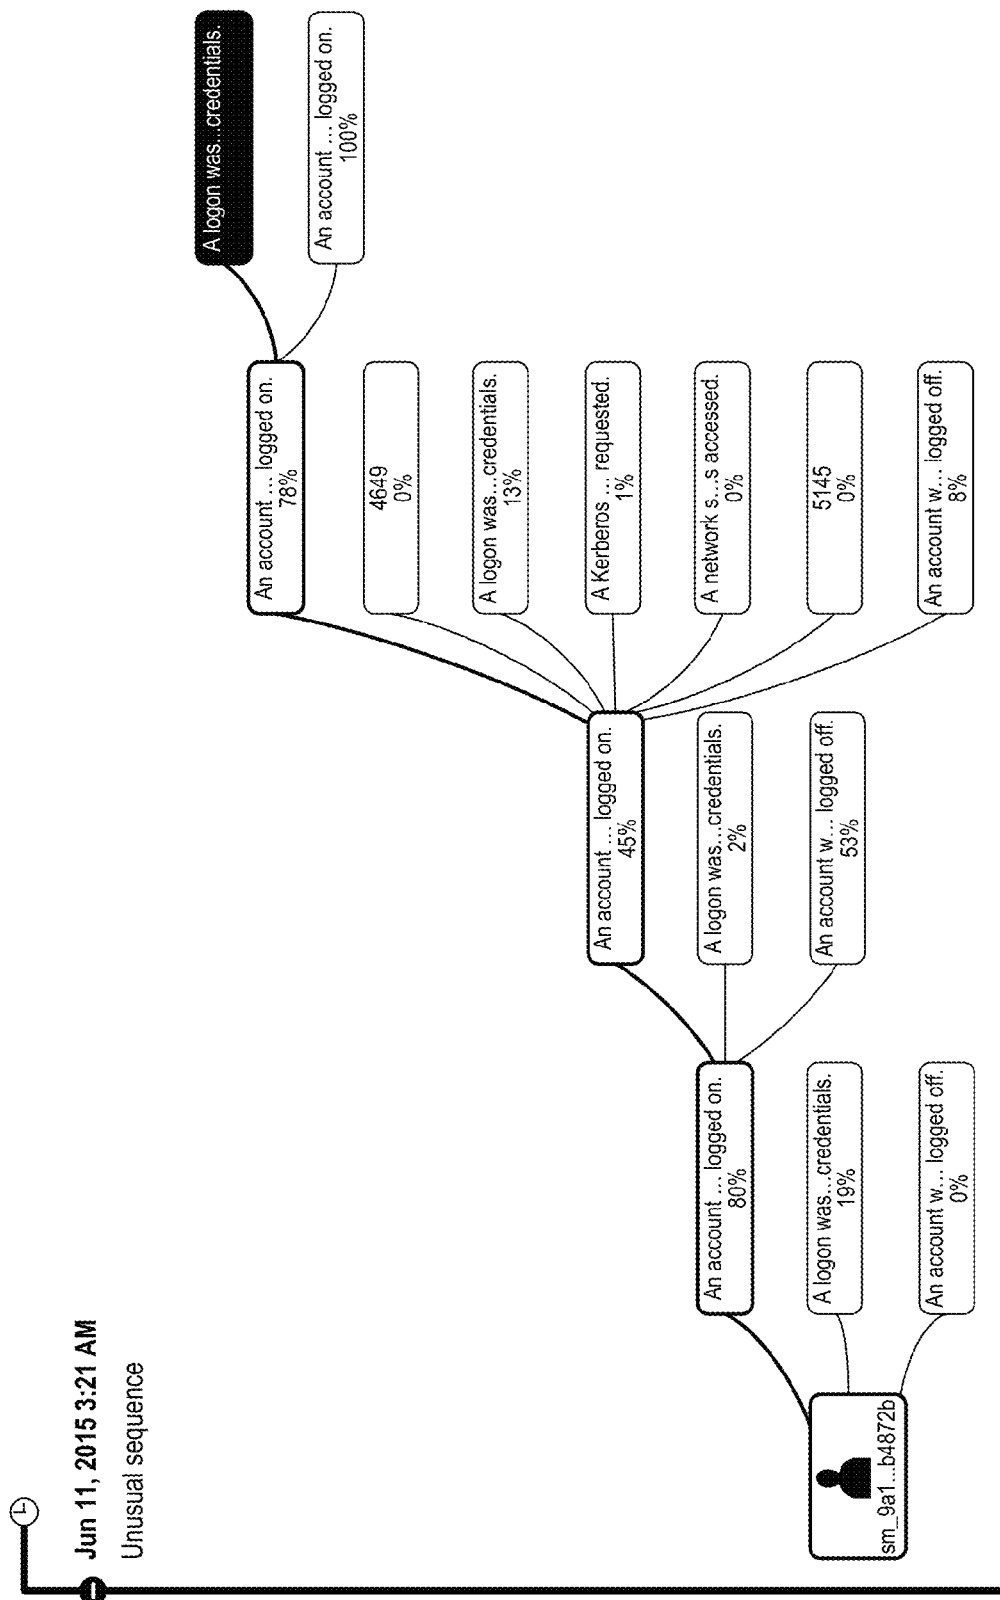 Jun 11, 2015 3:21 AM
Unusual sequence
sm_9a1...b4872b
An account ... logged on.
80%
A logon was...credentials.
19%
An account w... logged off.
0%
An account ... logged on.
45%
A logon was...credentials.
2%
An account w... logged off.
53%
An account ... logged on.
78%
4649
0%
A logon was...credentials.
13%
A Kerberos ... requested.
1%
A network s...s accessed.
0%
5145
0%
An account w... logged off.
8%
A logon was...credentials.
An account ... logged on.
100%